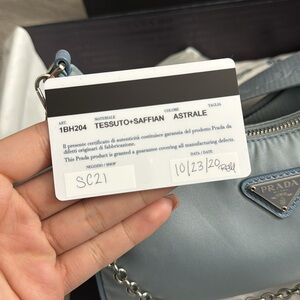 ART. MATERIALE COLORE TAGLIA
1BH204 TESSUTO+SAFFIAN ASTRALE
Il presente certificato di autenticità costituisce garanzia del prodotto Prada da
difetti originari di fabbricazione.
This Prada product is granted a guarantee covering all manufacturing defects.
NEGOZIO / SHOP DATA / DATE
SC21 10/23/20
PRADA